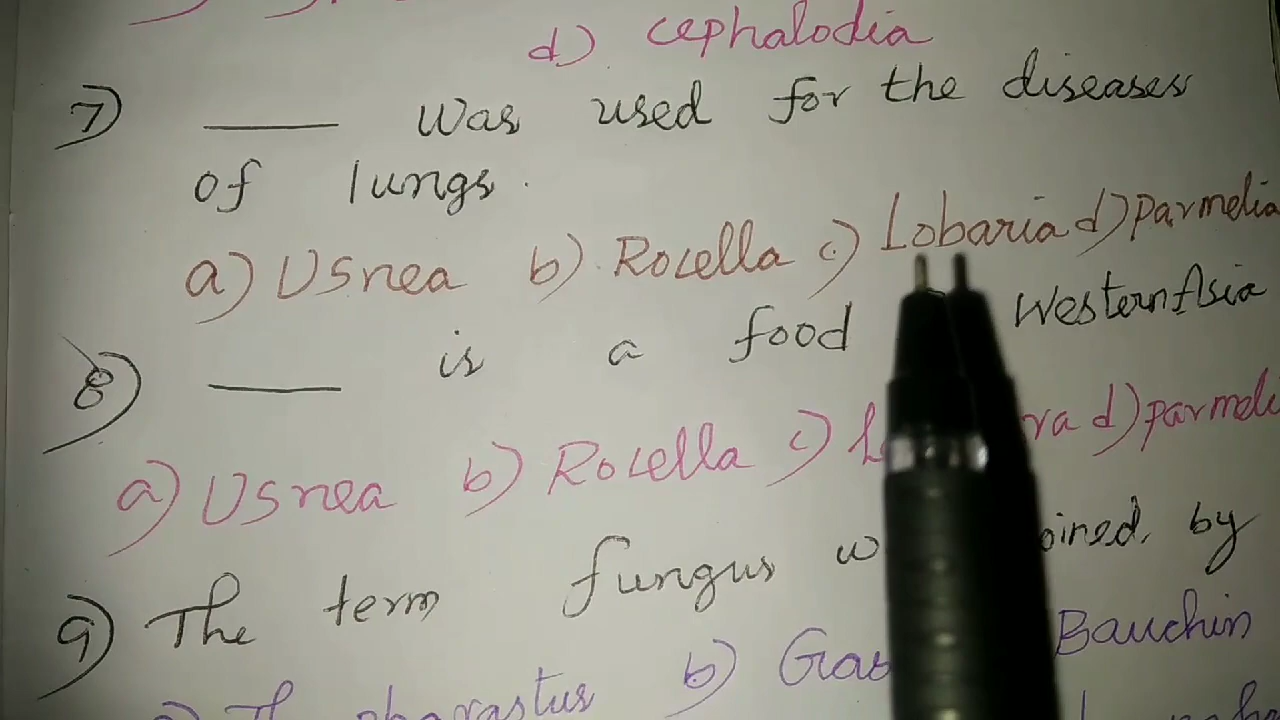 d) cephalodia
7) ____ was used for the diseases
of lungs.
a) Usnea b) Rocella c) Lobaria d) parmelia
8) ____ is a food Western Asia
a) Usnea b) Rocella c) d)
9) The term fungus by
b) Bauchin